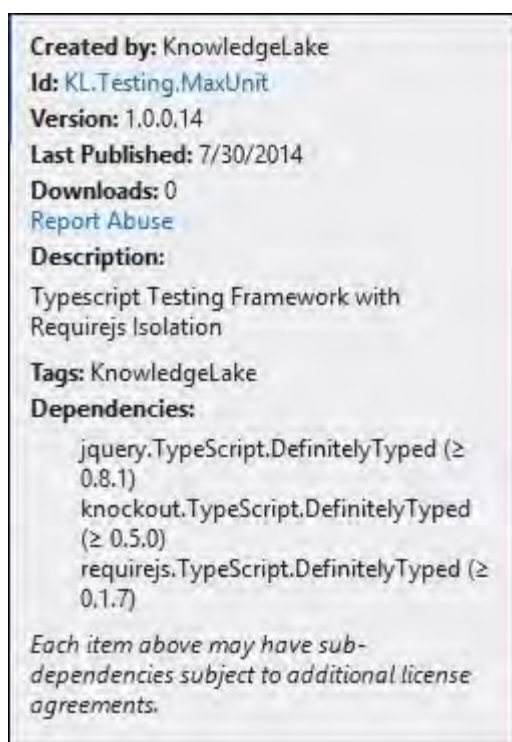 Created by: KnowledgeLake
Id: KL.Testing.MaxUnit
Version: 1.0.0.14
Last Published: 7/30/2014
Downloads: 0
Report Abuse
Description:
Typescript Testing Framework with
Requirejs Isolation
Tags: KnowledgeLake
Dependencies:
jquery.TypeScript.DefinitelyTyped (≥
0.8.1)
knockout.TypeScript.DefinitelyTyped
(≥ 0.5.0)
requirejs.TypeScript.DefinitelyTyped (≥
0.1.7)
Each item above may have sub-
dependencies subject to additional license
agreements.